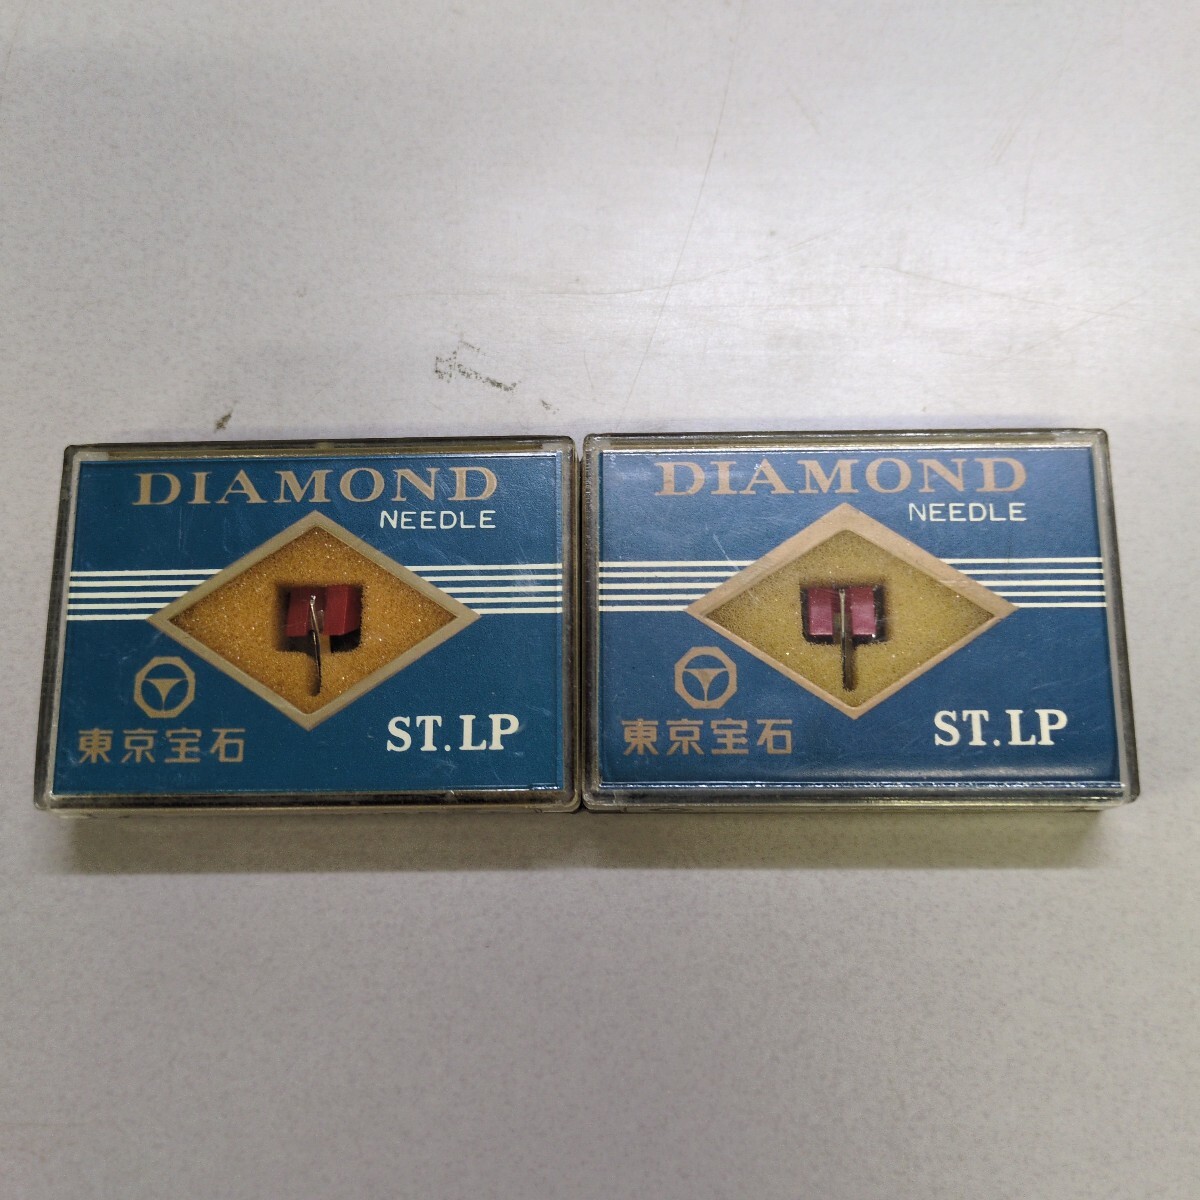 DIAMOND
NEEDLE
東京宝石
ST.LP
DIAMOND
NEEDLE
東京宝石
ST.LP